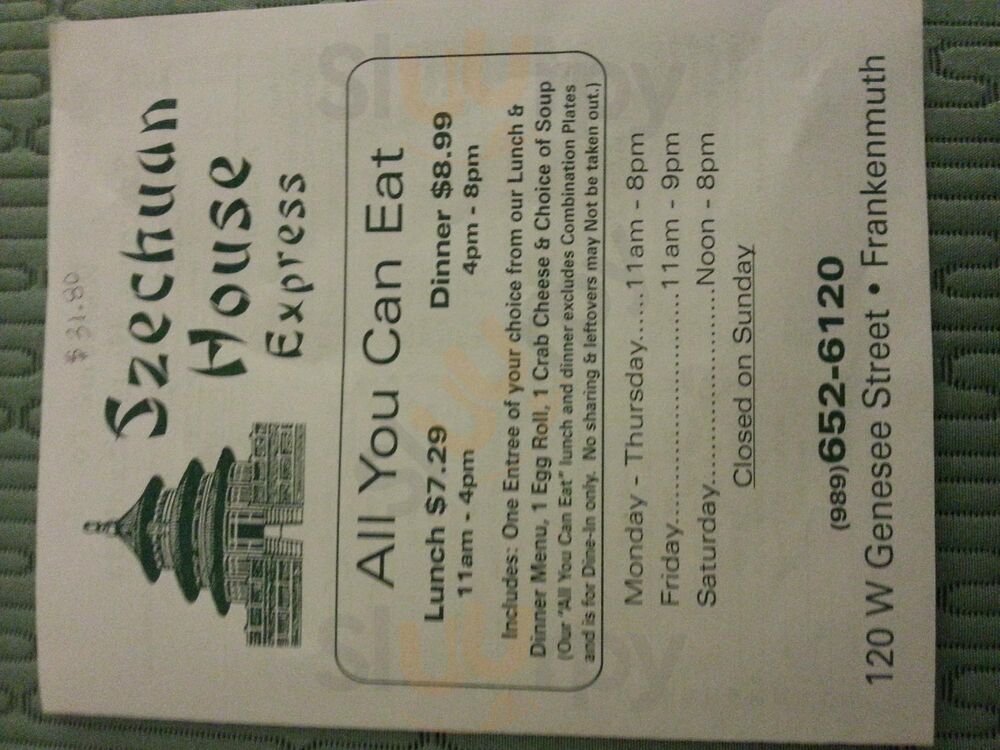 $31.80
Szechuan
House
Express
All You Can Eat
Lunch $7.29 Dinner $8.99
11am - 4pm 4pm - 8pm
Includes: One Entree of your choice from our Lunch &
Dinner Menu, 1 Egg Roll, 1 Crab Cheese & Choice of Soup
(Our "All You Can Eat" lunch and dinner excludes Combination Plates
and is for Dine-In only. No sharing & leftovers may Not be taken out.)
Monday - Thursday.....11am - 8pm
Friday........................11am - 9pm
Saturday.....................Noon - 8pm
Closed on Sunday
(989)652-6120
120 W Genesee Street • Frankenmuth